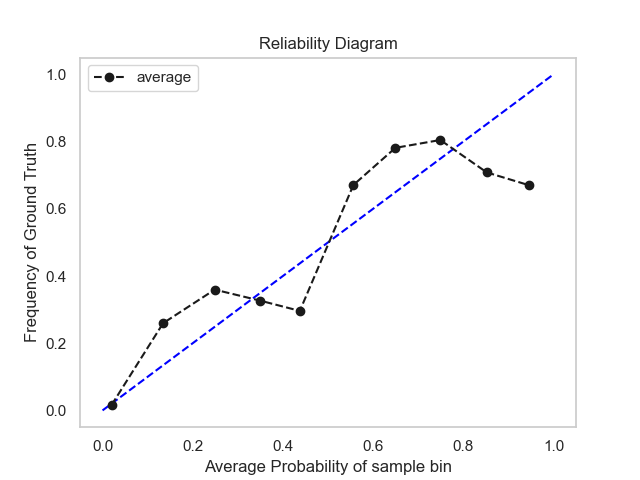 Reliability Diagram
average
1.0
0.8
0.6
0.4
0.2
0.0
Frequency of Ground Truth
0.0 0.2 0.4 0.6 0.8 1.0
Average Probability of sample bin